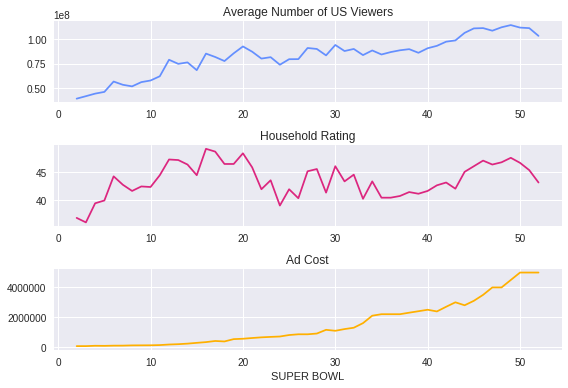 Average Number of US Viewers
1e8
1.00
0.75
0.50
0 10 20 30 40 50
Household Rating
45
40
0 10 20 30 40 50
Ad Cost
4000000
2000000
0
0 10 20 30 40 50
SUPER BOWL